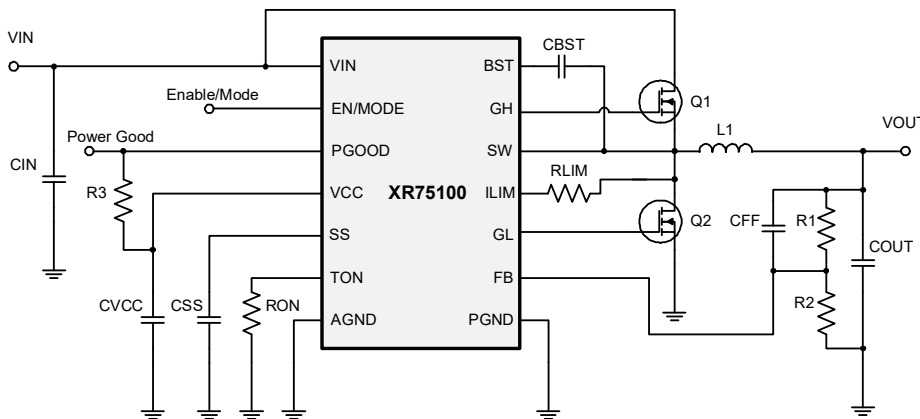 VIN
CBST
VIN
BST
Enable/Mode
EN/MODE
GH
Q1
Power Good
L1
VOUT
PGOOD
SW
CIN
RLIM
R3
VCC
XR75100
ILIM
SS
GL
Q2
CFF
R1
COUT
TON
FB
CVCC
CSS
RON
R2
AGND
PGND